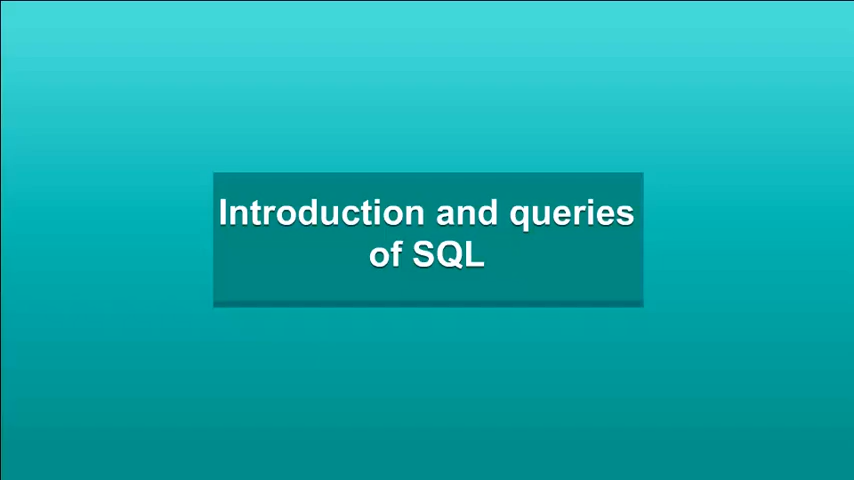 Introduction and queries
of SQL